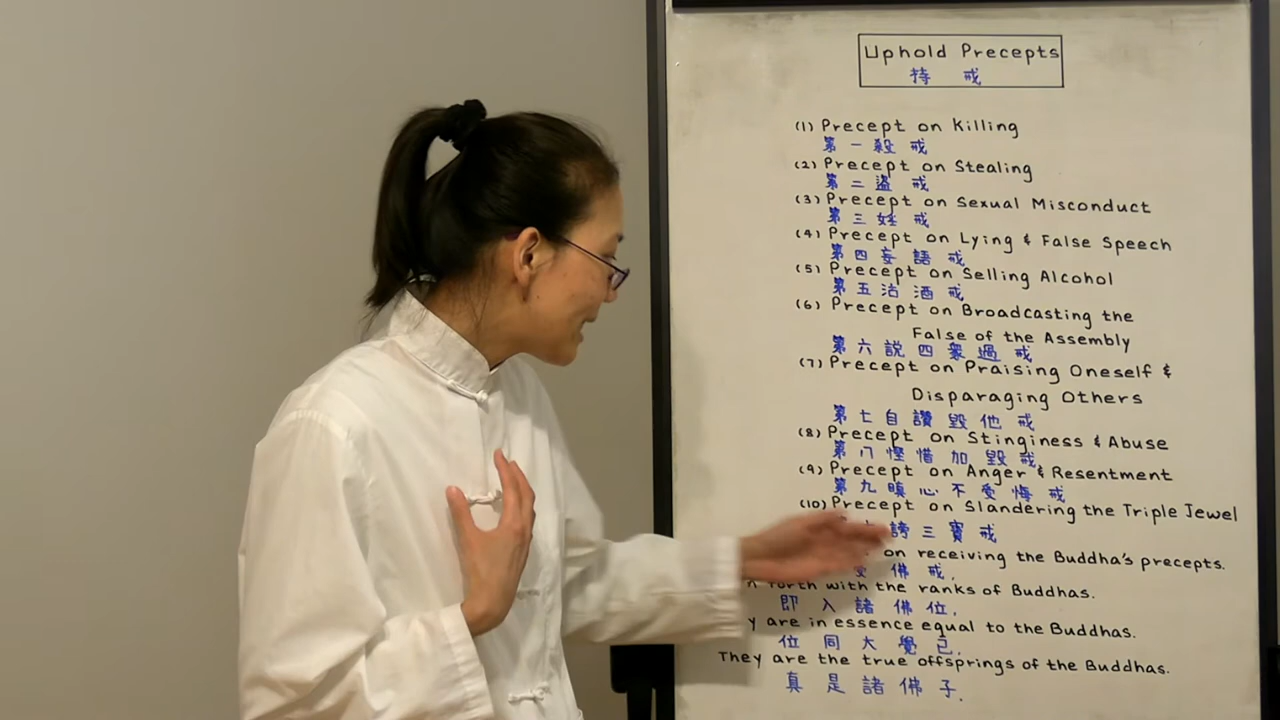 Uphold Precepts
持戒
(1) Precept on Killing
第一殺戒
(2) Precept on Stealing
第二盜戒
(3) Precept on Sexual Misconduct
第三婬戒
(4) Precept on Lying & False Speech
第四妄語戒
(5) Precept on Selling Alcohol
第五沽酒戒
(6) Precept on Broadcasting the
False of the Assembly
第六説四衆過戒
(7) Precept on Praising Oneself &
Disparaging Others
第七自讚毀他戒
(8) Precept on Stinginess & Abuse
第八慳惜加毀戒
(9) Precept on Anger & Resentment
第九瞋心不受悔戒
(10) Precept on Slandering the Triple Jewel
謗三寶戒
on receiving the Buddha's precepts.
受佛戒,
forth with the ranks of Buddhas.
即入諸佛位,
are in essence equal to the Buddhas.
位同大覺已,
They are the true offsprings of the Buddhas.
真是諸佛子.